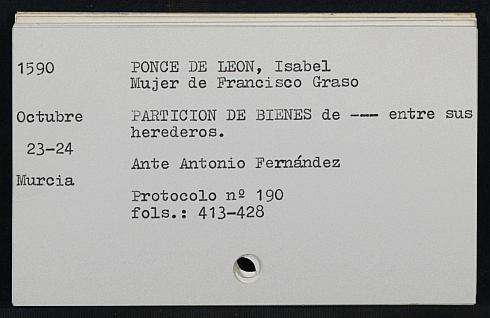 1590 PONCE DE LEON, Isabel
Mujer de Francisco Graso
Octubre PARTICION DE BIENES de --- entre sus
herederos.
23-24
Ante Antonio Fernández
Murcia
Protocolo nº 190
fols.: 413-428